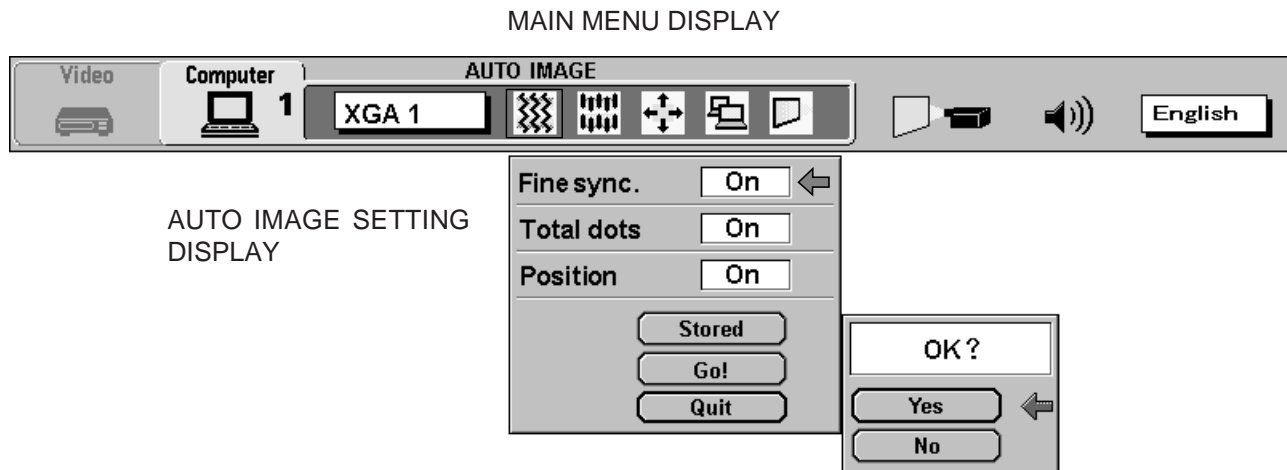 MAIN MENU DISPLAY
Video
Computer
AUTO IMAGE
1
XGA 1
English
AUTO IMAGE SETTING
DISPLAY
Fine sync. On
Total dots On
Position On
Stored
Go!
Quit
OK?
Yes
No